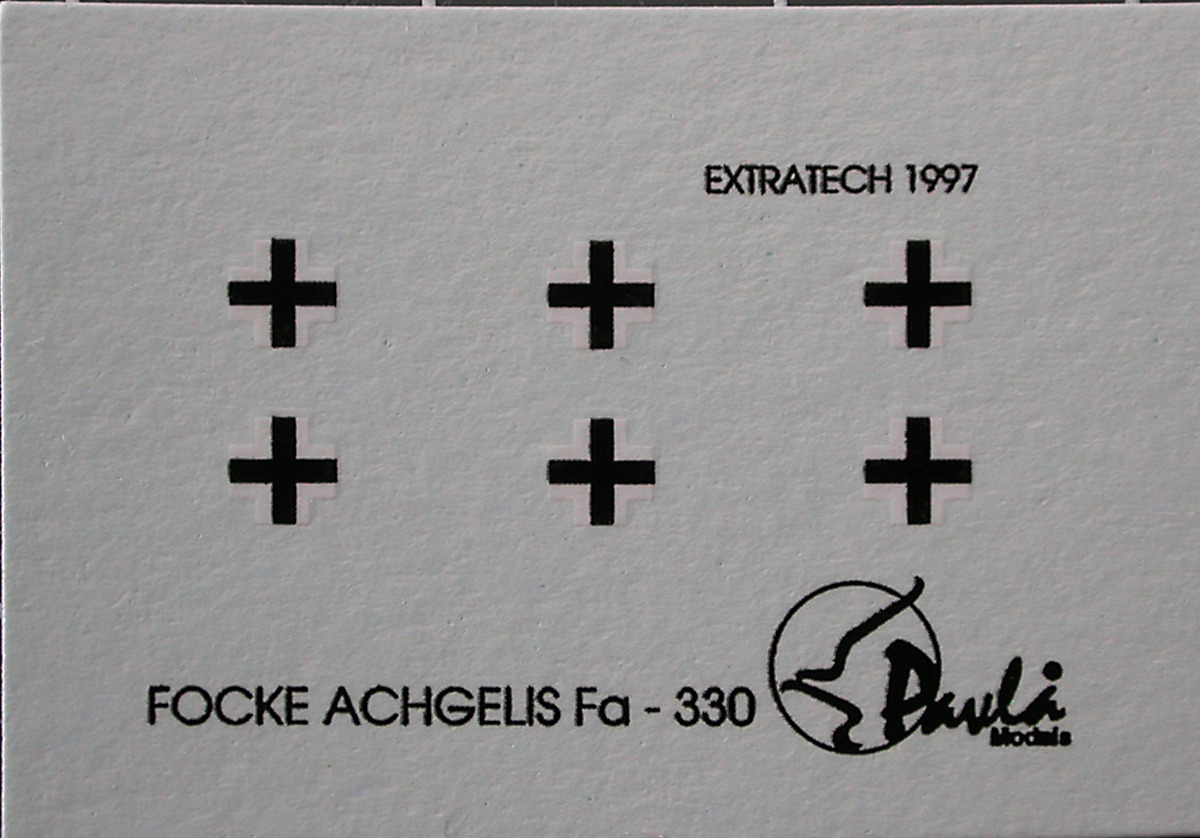 EXTRATECH 1997
FOCKE ACHGELIS Fa - 330
Pavla
Models